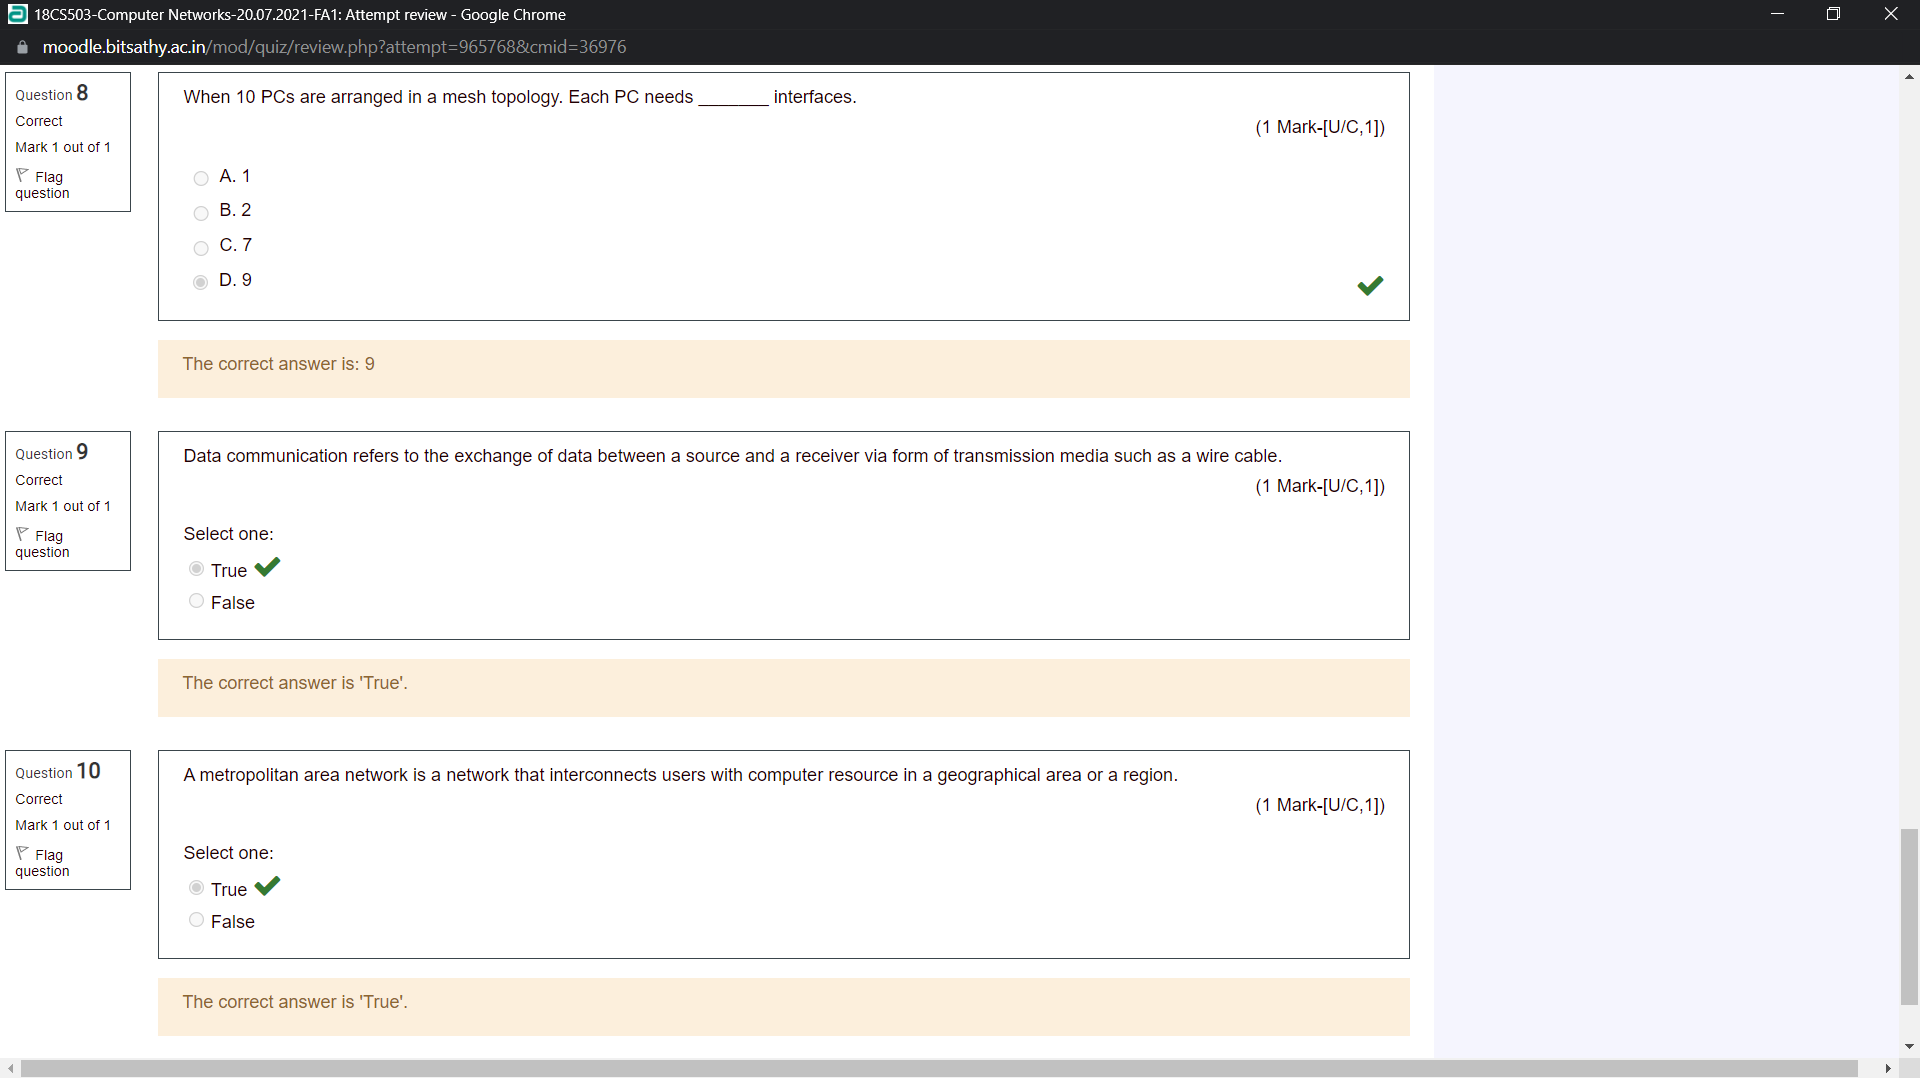 18CS503-Computer Networks-20.07.2021-FA1: Attempt review - Google Chrome
moodle.bitsathy.ac.in/mod/quiz/review.php?attempt=965768&cmid=36976
Question 8
Correct
Mark 1 out of 1
Flag
question
When 10 PCs are arranged in a mesh topology. Each PC needs _______ interfaces.
(1 Mark-[U/C,1])
A. 1
B. 2
C. 7
D. 9
The correct answer is: 9
Question 9
Correct
Mark 1 out of 1
Flag
question
Data communication refers to the exchange of data between a source and a receiver via form of transmission media such as a wire cable.
(1 Mark-[U/C,1])
Select one:
True
False
The correct answer is 'True'.
Question 10
Correct
Mark 1 out of 1
Flag
question
A metropolitan area network is a network that interconnects users with computer resource in a geographical area or a region.
(1 Mark-[U/C,1])
Select one:
True
False
The correct answer is 'True'.